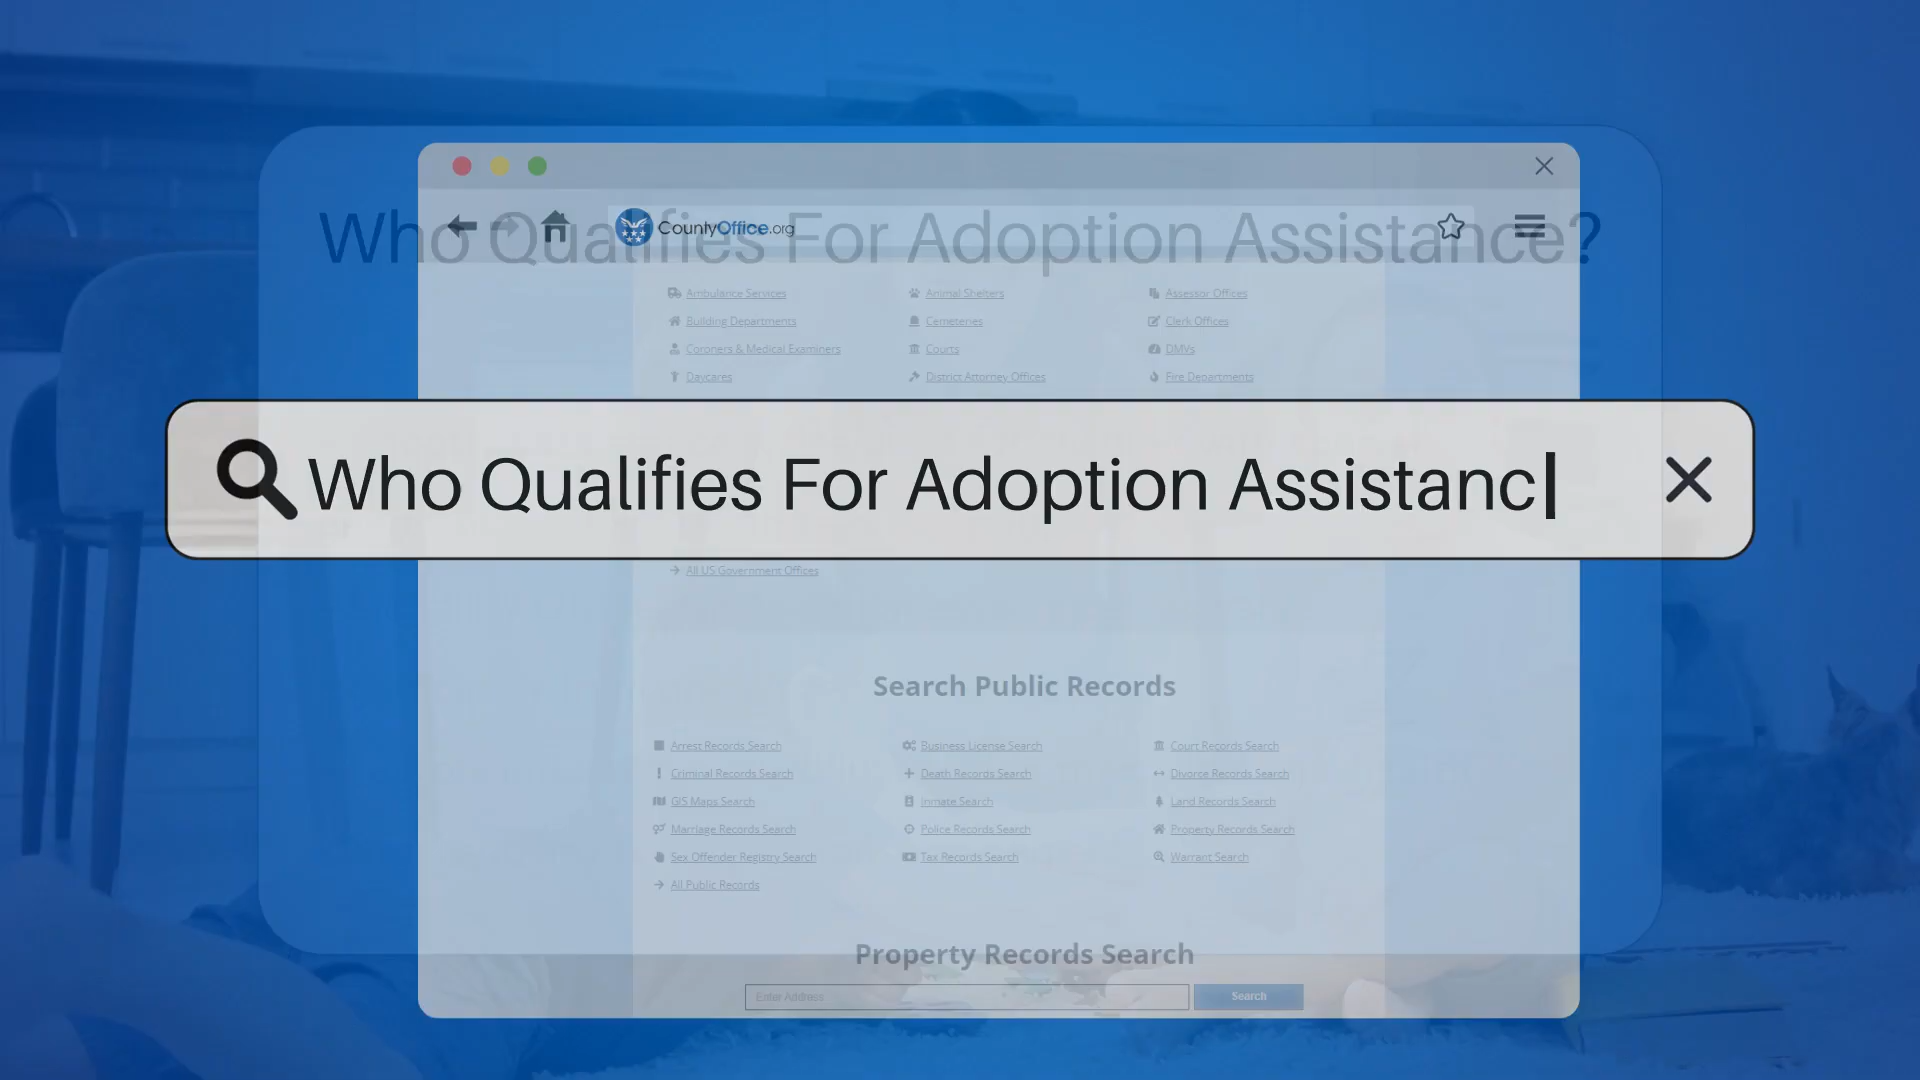 CountyOffice.org
Who Qualifies For Adoption Assistance?
Ambulance Services Animal Shelters Assessor Offices
Building Departments Cemeteries Clerk Offices
Coroners & Medical Examiners Courts DMVs
Daycares District Attorney Offices Fire Departments
Who Qualifies For Adoption Assistanc
All US Government Offices
Search Public Records
Arrest Records Search Business License Search Court Records Search
Criminal Records Search Death Records Search Divorce Records Search
GIS Maps Search Inmate Search Land Records Search
Marriage Records Search Police Records Search Property Records Search
Sex Offender Registry Search Tax Records Search Warrant Search
All Public Records
Property Records Search
Enter Address Search